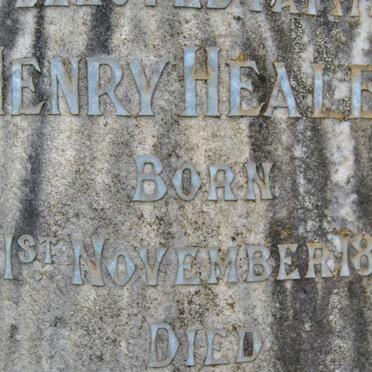 HENRY HEALE
BORN
1ST NOVEMBER 18
DIED